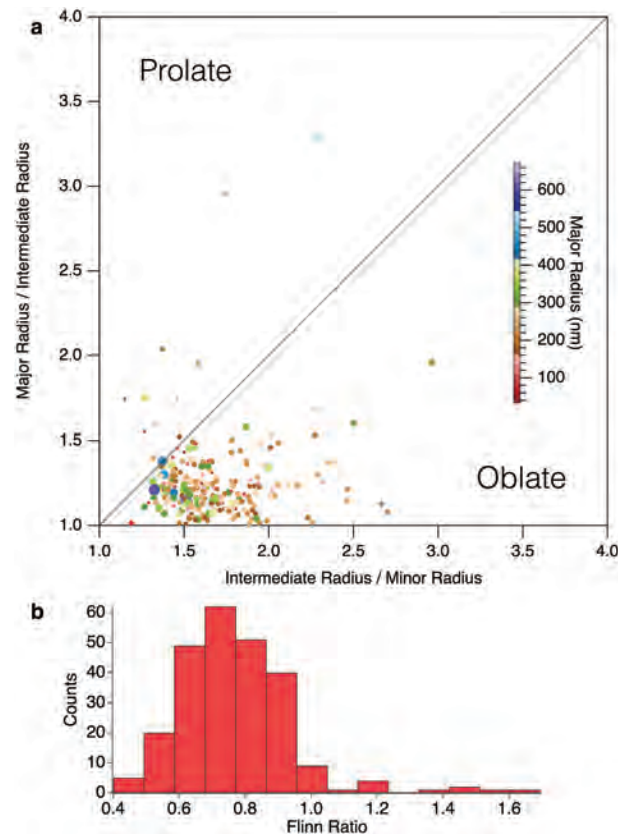 a
4.0
Prolate
3.5
3.0
2.5
2.0
1.5
1.0
Major Radius / Intermediate Radius
600
500
400
300
200
100
Major Radius (nm)
Oblate
1.0 1.5 2.0 2.5 3.0 3.5 4.0
Intermediate Radius / Minor Radius
b
60
50
40
30
20
10
0
Counts
0.4 0.6 0.8 1.0 1.2 1.4 1.6
Flinn Ratio